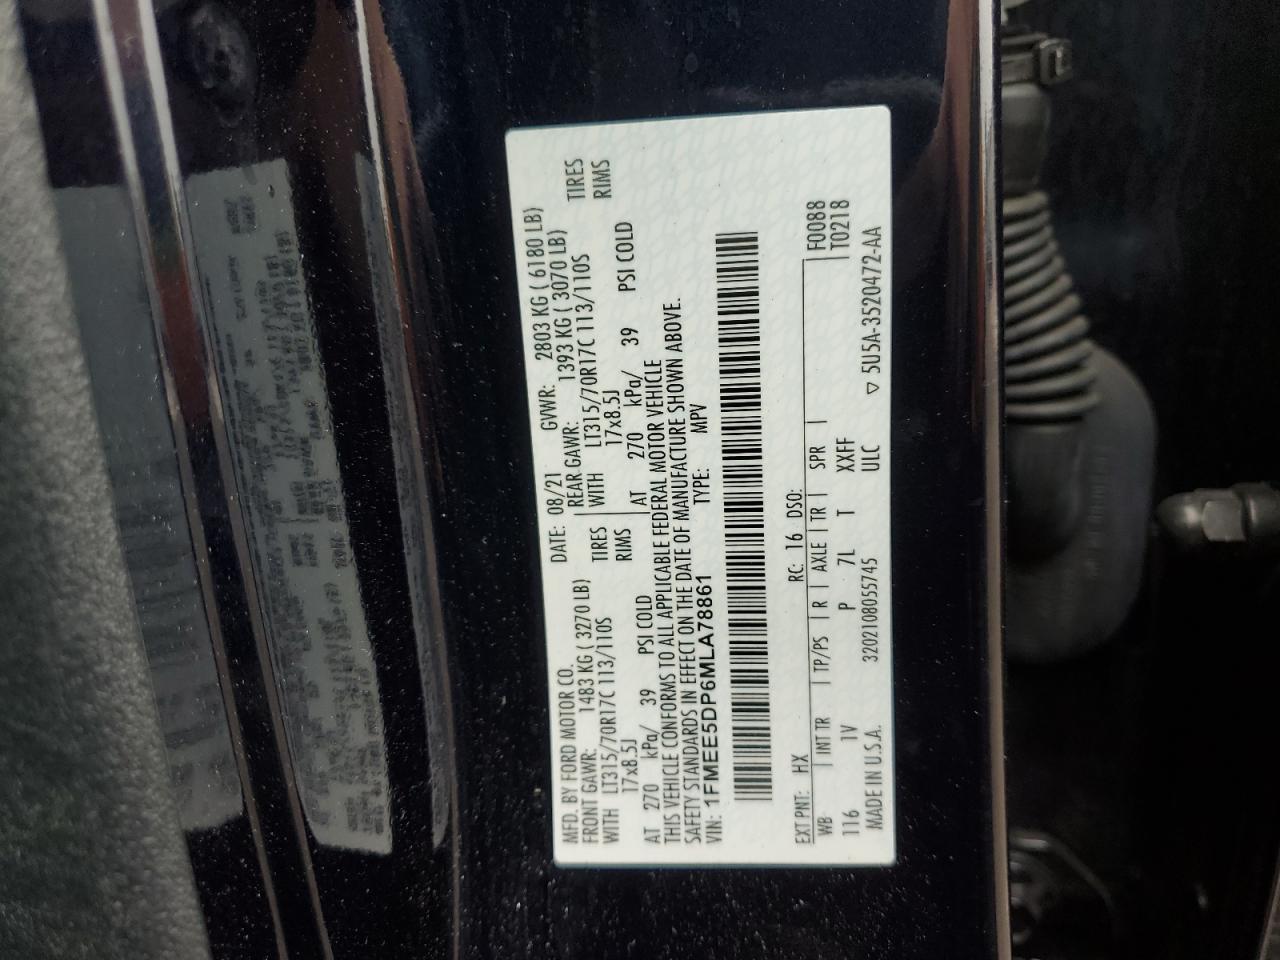 MFD. BY FORD MOTOR CO.
DATE: 08/21 GVWR: 2803 KG ( 6180 LB)
FRONT GAWR: 1483 KG ( 3270 LB) REAR GAWR: 1393 KG ( 3070 LB)
WITH LT315/70R17C 113/110S TIRES WITH LT315/70R17C 113/110S TIRES
17x8.5J RIMS 17x8.5J RIMS
AT 270 kPa/ 39 PSI COLD AT 270 kPa/ 39 PSI COLD
THIS VEHICLE CONFORMS TO ALL APPLICABLE FEDERAL MOTOR VEHICLE
SAFETY STANDARDS IN EFFECT ON THE DATE OF MANUFACTURE SHOWN ABOVE.
VIN: 1FMEE5DP6MLA78861 TYPE: MPV
EXT PNT: HX RC: 16 DSO: F0088
WB INT TR TP/PS R AXLE TR SPR T0218
116 1V P 7L T XXFF
MADE IN U.S.A. 3202108055745 ULC ▽ 5U5A-3520472-AA